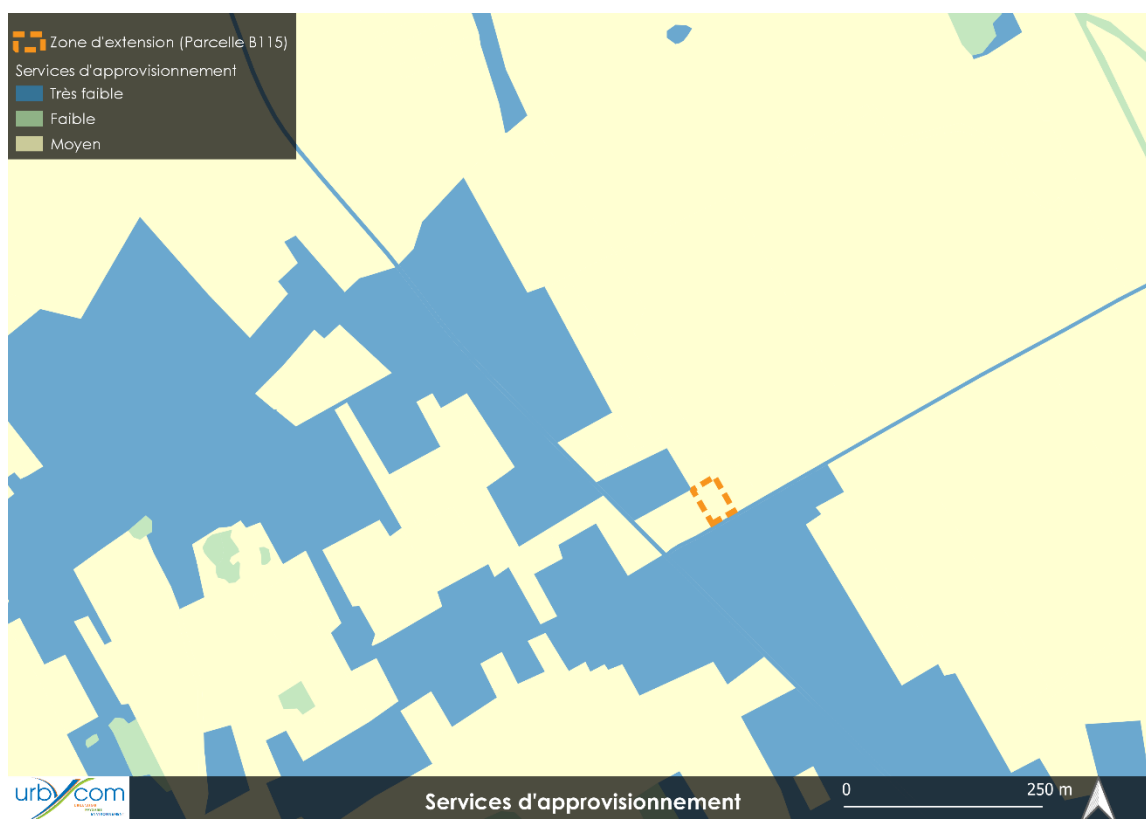 Zone d'extension (Parcelle B115)
Services d'approvisionnement
Très faible
Faible
Moyen
urbycom
Services d'approvisionnement
0
250 m